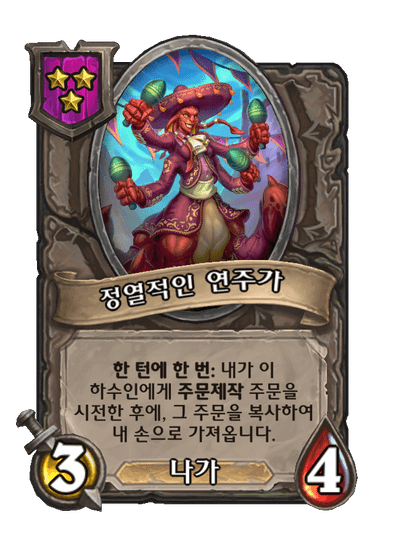 정열적인 연주가
한 턴에 한 번: 내가 이
하수인에게 주문제작 주문을
시전한 후에, 그 주문을 복사하여
내 손으로 가져옵니다.
3
나가
4